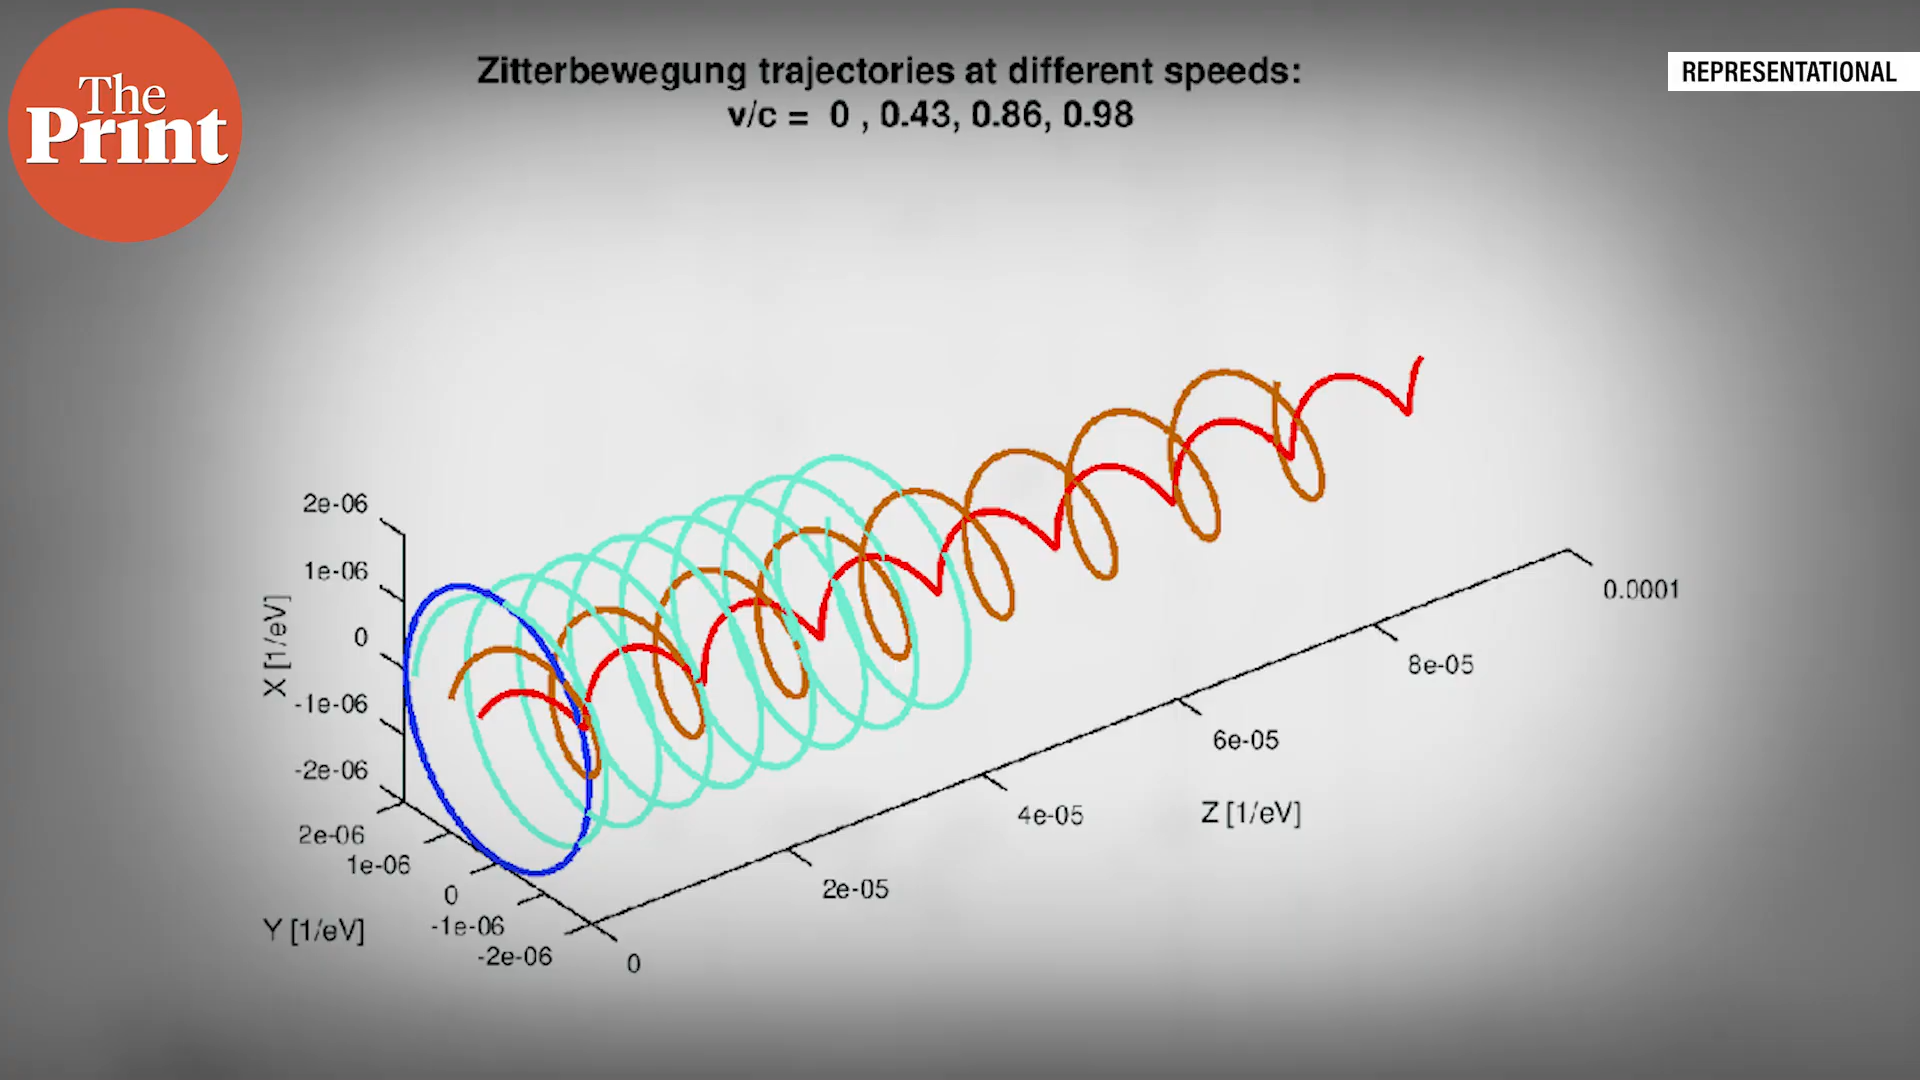 The
Print
REPRESENTATIONAL
Zitterbewegung trajectories at different speeds:
v/c = 0 , 0.43, 0.86, 0.98
2e-06
1e-06
0
-1e-06
-2e-06
X [1/eV]
2e-06
1e-06
0
-1e-06
-2e-06
Y [1/eV]
0
2e-05
4e-05
6e-05
8e-05
0.0001
Z [1/eV]